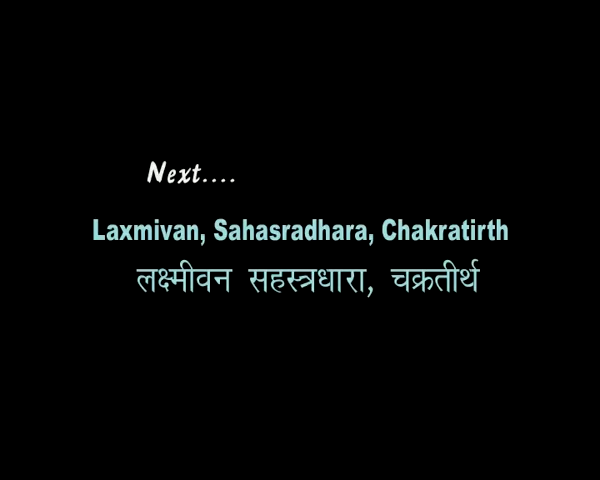 Next....
Laxmivan, Sahasradhara, Chakratirth
लक्ष्मीवन सहस्त्रधारा, चक्रतीर्थ